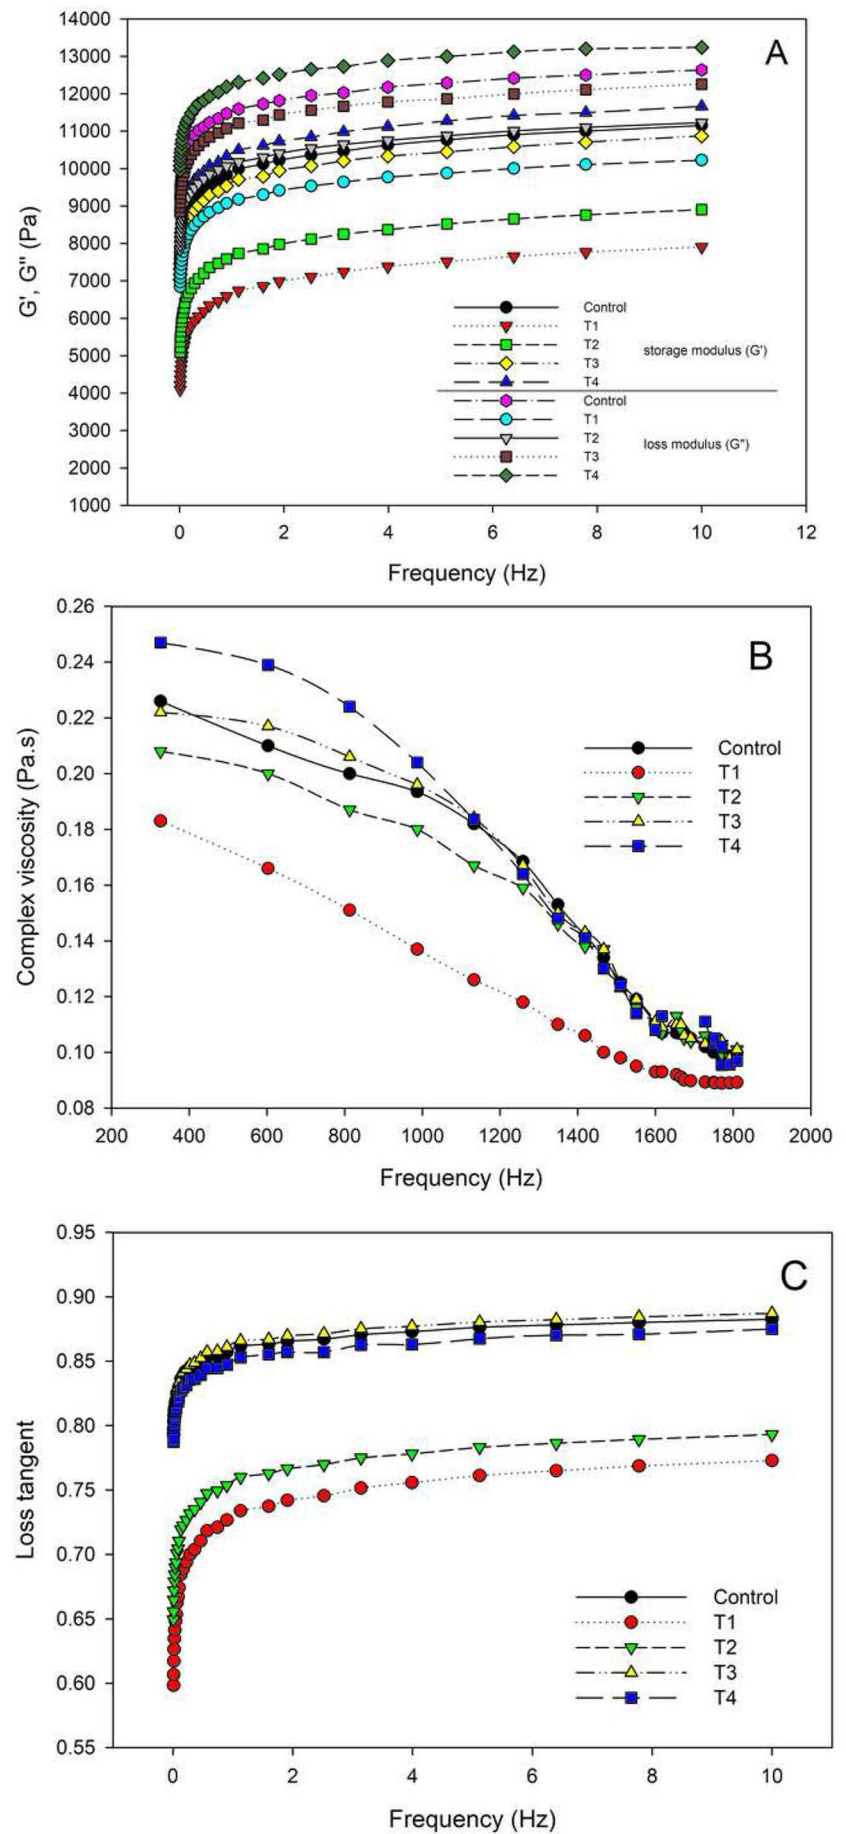 14000
13000
12000
11000
10000
9000
8000
7000
6000
5000
4000
3000
2000
1000
G', G" (Pa)
A
Control
T1
T2
T3
T4
storage modulus (G')
Control
T1
T2
T3
T4
loss modulus (G")
0 2 4 6 8 10 12
Frequency (Hz)
0.26
0.24
0.22
0.20
0.18
0.16
0.14
0.12
0.10
0.08
Complex viscosity (Pa.s)
B
Control
T1
T2
T3
T4
200 400 600 800 1000 1200 1400 1600 1800 2000
Frequency (Hz)
0.95
0.90
0.85
0.80
0.75
0.70
0.65
0.60
0.55
Loss tangent
C
Control
T1
T2
T3
T4
0 2 4 6 8 10
Frequency (Hz)